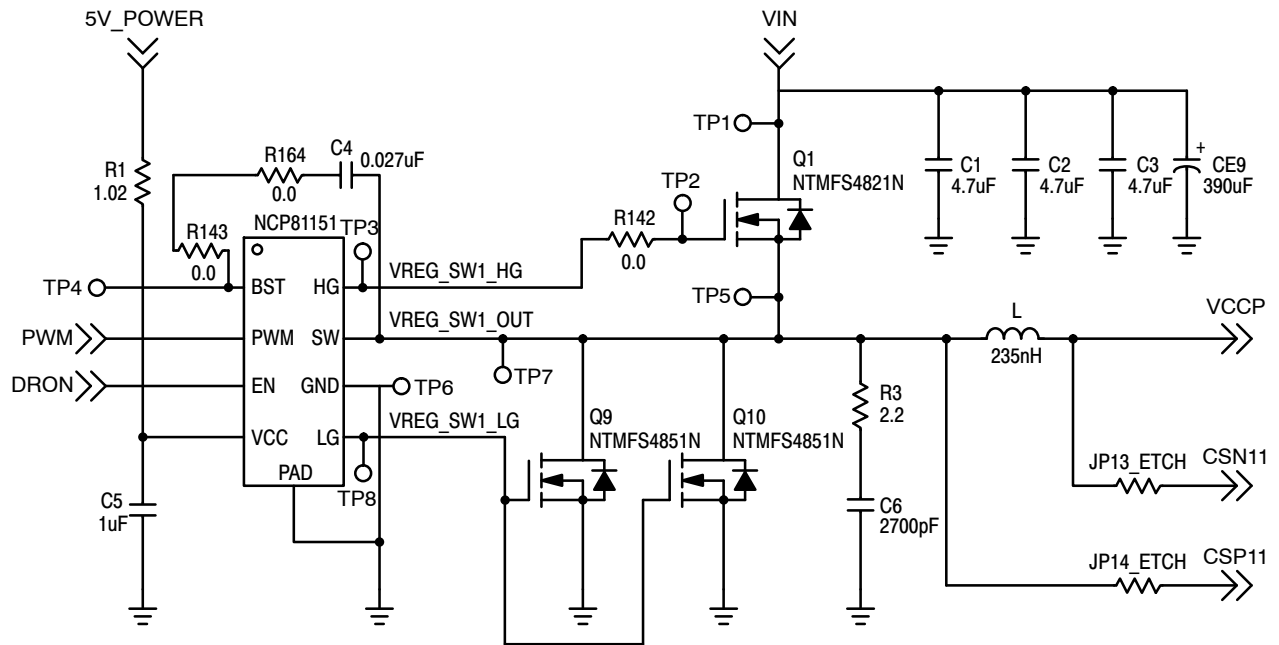 5V_POWER
VIN
TP1
R1
1.02
R164
0.0
C4
0.027uF
Q1
NTMFS4821N
C1
4.7uF
C2
4.7uF
C3
4.7uF
+
CE9
390uF
TP2
R142
0.0
R143
0.0
NCP81151
TP3
TP4
BST
HG
VREG_SW1_HG
TP5
PWM
PWM
SW
VREG_SW1_OUT
L
235nH
VCCP
DRON
EN
GND
TP6
TP7
VCC
LG
VREG_SW1_LG
PAD
TP8
Q9
NTMFS4851N
Q10
NTMFS4851N
R3
2.2
C5
1uF
C6
2700pF
JP13_ETCH
CSN11
JP14_ETCH
CSP11